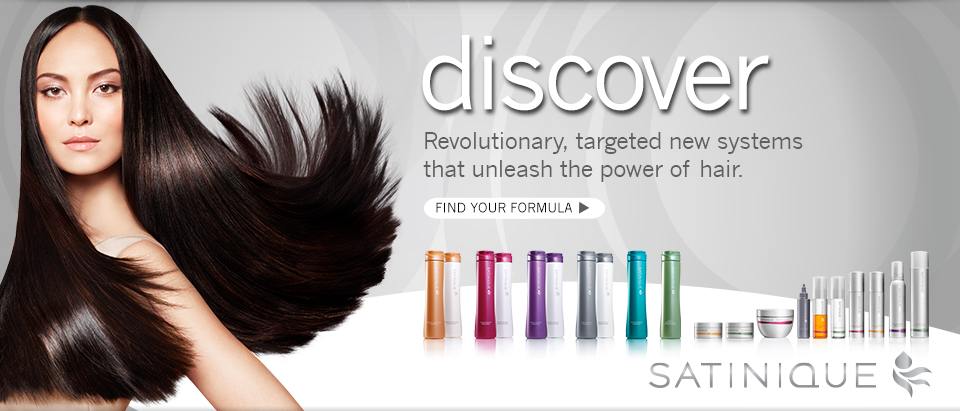 discover
Revolutionary, targeted new systems
that unleash the power of hair.
FIND YOUR FORMULA
SATINIQUE